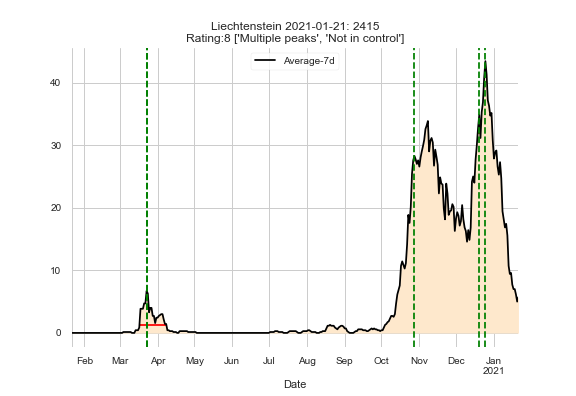 Liechtenstein 2021-01-21: 2415
Rating:8 ['Multiple peaks', 'Not in control']
Average-7d
40
30
20
10
0
Feb Mar Apr May Jun Jul Aug Sep Oct Nov Dec Jan
2021
Date